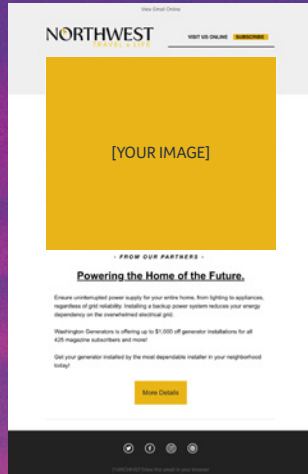 View Email Online
NORTHWEST
TRAVEL & LIFE
VISIT US ONLINE SUBSCRIBE
[YOUR IMAGE]
- FROM OUR PARTNERS -
Powering the Home of the Future.
Ensure uninterrupted power supply for your entire home, from lighting to appliances,
regardless of grid reliability. Installing a backup power system reduces your energy
dependency on the overwhelmed electrical grid.
Washington Generators is offering up to $1,000 off generator installations for all
425 magazine subscribers and more!
Get your generator installed by the most dependable installer in your neighborhood
today!
More Details